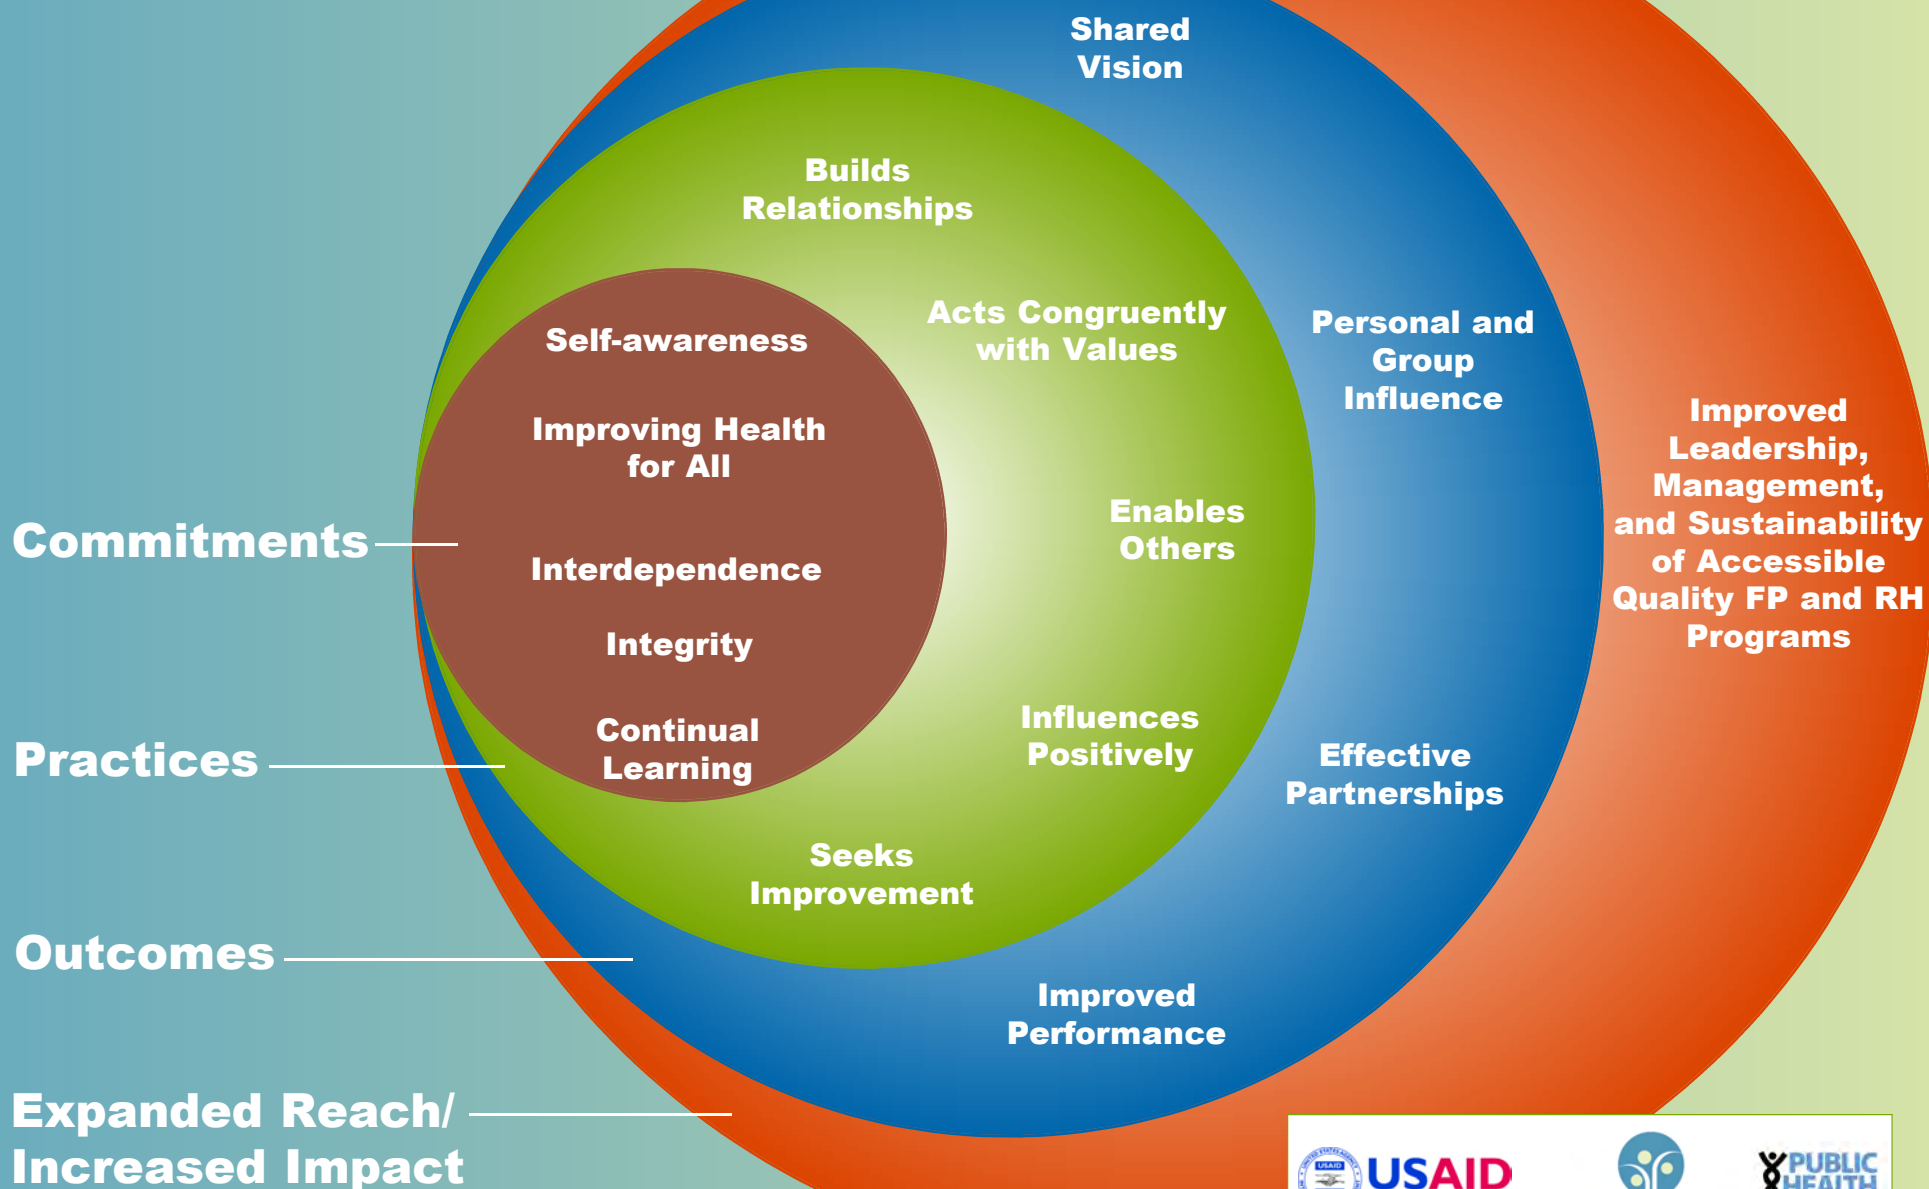 Shared
Vision
Builds
Relationships
Self-awareness
Acts Congruently
with Values
Personal and
Group
Influence
Improving Health
for All
Improved
Leadership,
Management,
and Sustainability
of Accessible
Quality FP and RH
Programs
Commitments
Enables
Others
Interdependence
Integrity
Continual
Learning
Influences
Positively
Practices
Effective
Partnerships
Seeks
Improvement
Outcomes
Improved
Performance
Expanded Reach/
Increased Impact
USAID
USAID
PUBLIC
HEALTH